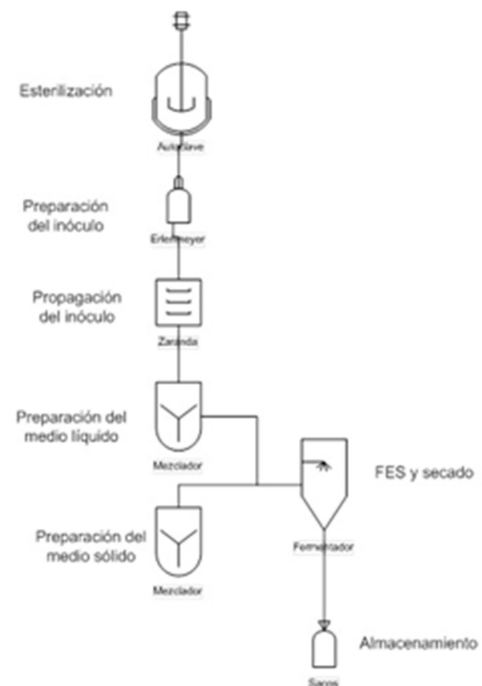 Esterilización
Autoclave
Preparación
del inóculo
Erlenmeyer
Propagación
del inóculo
Zaranda
Preparación del
medio líquido
Mezclador
FES y secado
Preparación del
medio sólido
Fermentador
Mezclador
Almacenamiento
Sacos